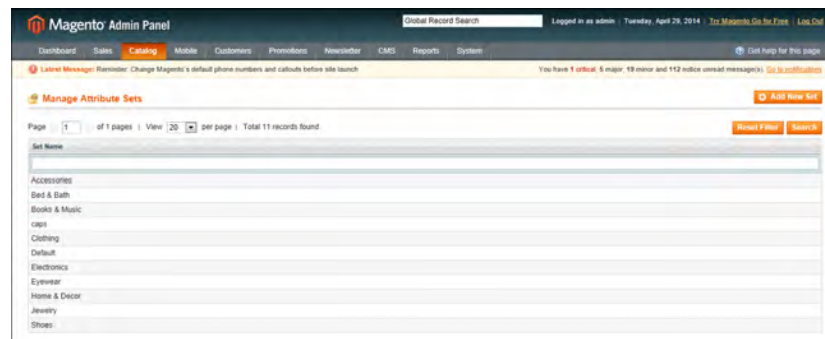 Magento Admin Panel
Global Record Search
Logged in as admin | Tuesday, April 29, 2014 | Try Magento Go for Free | Log Out
Dashboard Sales Catalog Mobile Customers Promotions Newsletter CMS Reports System
Get help for this page
Latest Message: Reminder: Change Magento's default phone numbers and callouts before site launch
You have 1 critical, 5 major, 19 minor and 112 notice unread message(s). Go to notifications
Manage Attribute Sets
Add New Set
Page 1 of 1 pages | View 20 per page | Total 11 records found
Reset Filter Search
Set Name
Accessories
Bed & Bath
Books & Music
caps
Clothing
Default
Electronics
Eyewear
Home & Decor
Jewelry
Shoes